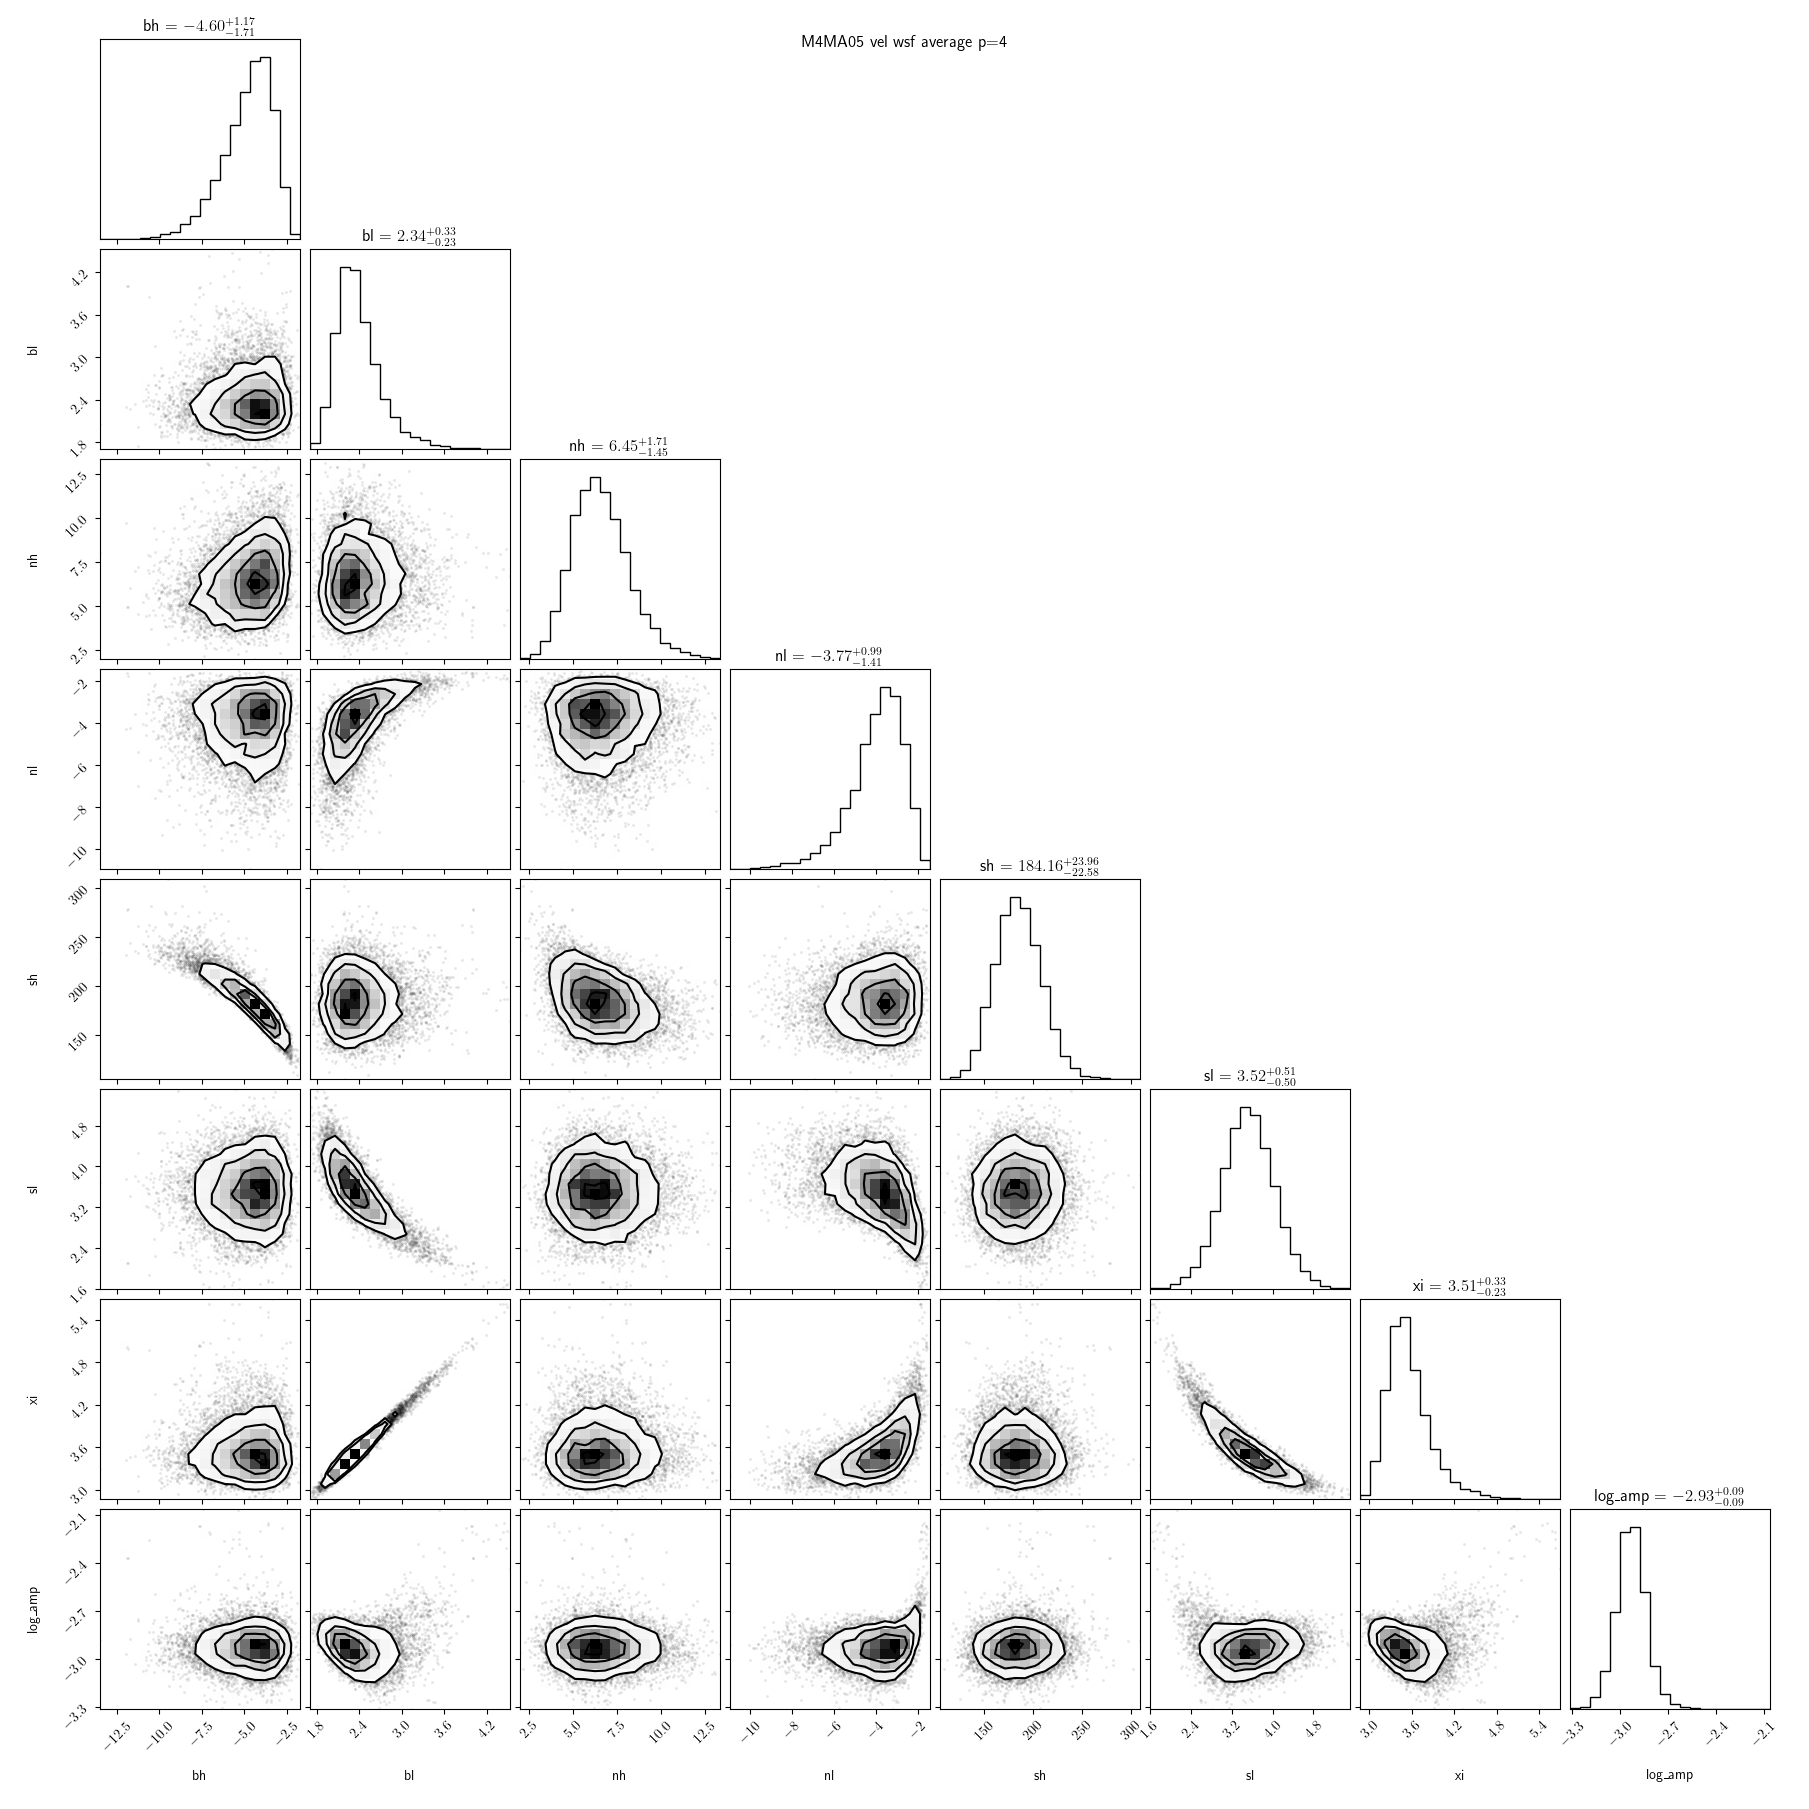 bh = −4.60+1.17−1.71
M4MA05 vel wsf average p=4
bl = 2.34+0.33−0.23
4.2
3.6
3.0
2.4
1.8
bl
nh = 6.45+1.71−1.45
12.5
10.0
7.5
5.0
2.5
nh
nl = −3.77+0.99−1.41
−2
−4
−6
−8
−10
nl
sh = 184.16+23.96−22.58
300
250
200
150
sh
sl = 3.52+0.51−0.50
4.8
4.0
3.2
2.4
1.6
sl
xi = 3.51+0.33−0.23
5.4
4.8
4.2
3.6
3.0
xi
log_amp = −2.93+0.09−0.09
−2.1
−2.4
−2.7
−3.0
−3.3
log_amp
−12.5 −10.0 −7.5 −5.0 −2.5 1.8 2.4 3.0 3.6 4.2 2.5 5.0 7.5 10.0 12.5 −10 −8 −6 −4 −2 150 200 250 300 1.6 2.4 3.2 4.0 4.8 3.0 3.6 4.2 4.8 5.4 −3.3 −3.0 −2.7 −2.4 −2.1
bh bl nh nl sh sl xi log_amp